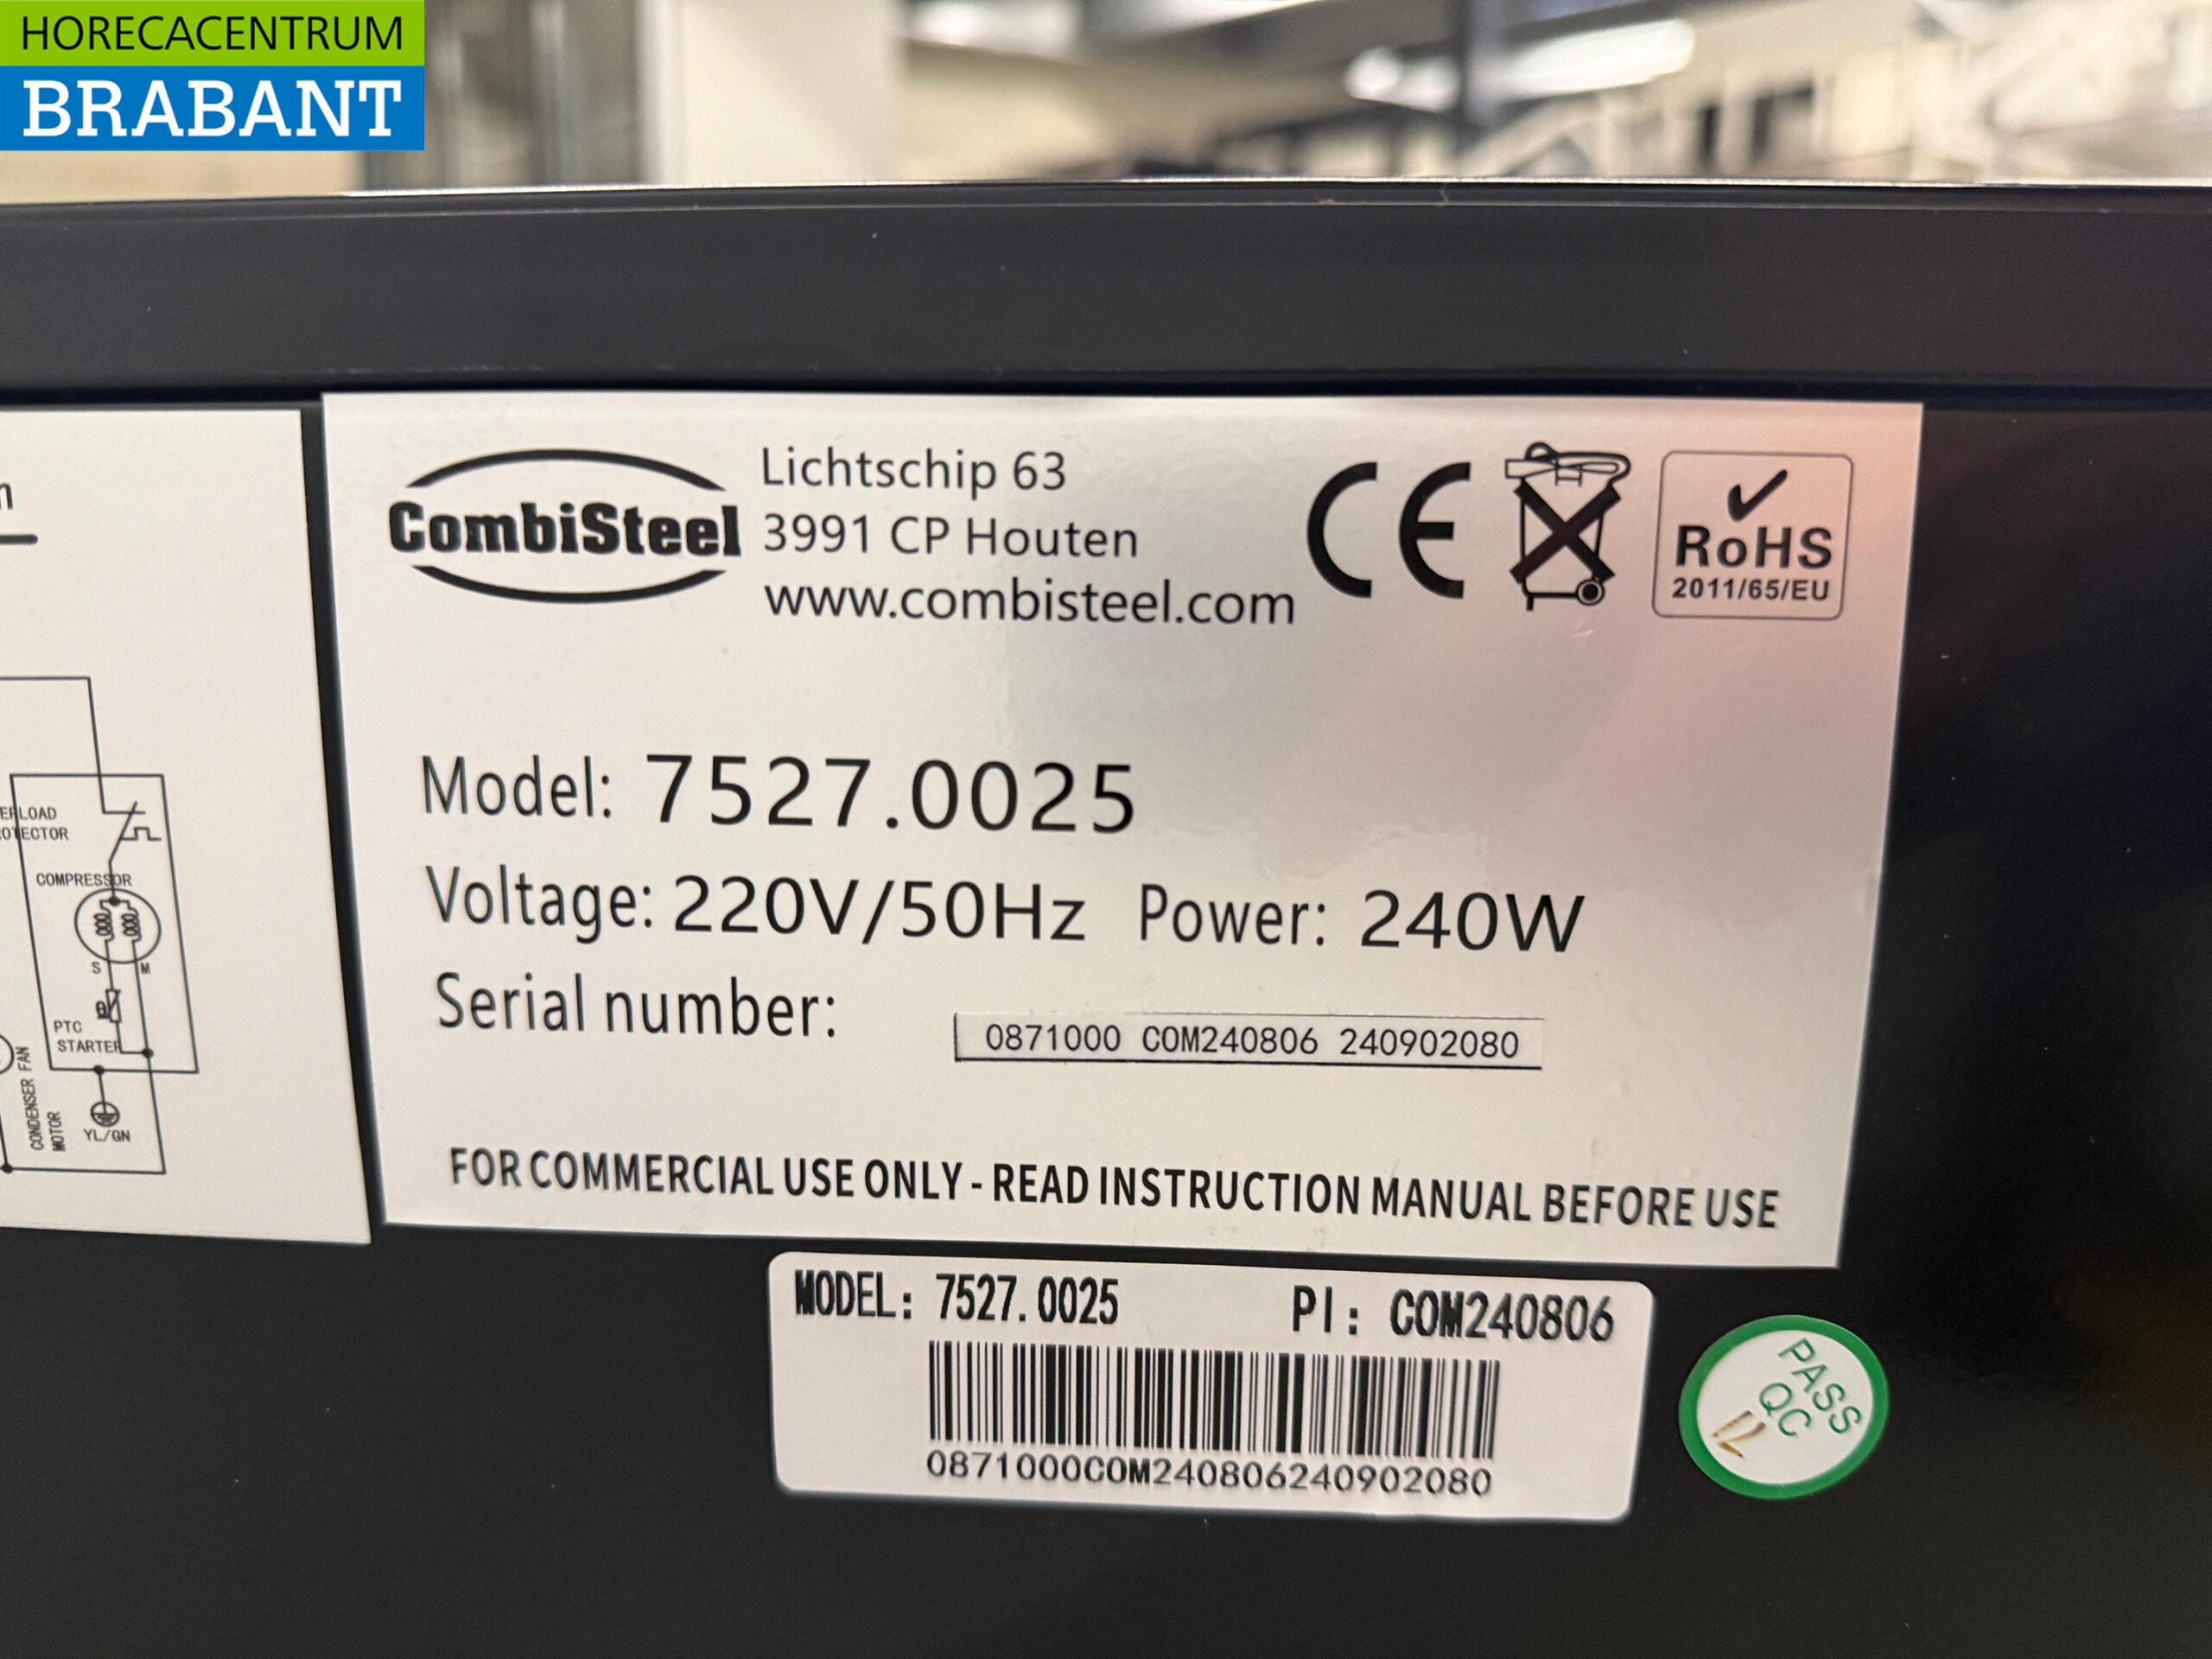 HORECACENTRUM
BRABANT
CombiSteel
Lichtschip 63
3991 CP Houten
www.combisteel.com
CE
RoHS
2011/65/EU
Model: 7527.0025
Voltage: 220V/50Hz Power: 240W
Serial number:
0871000 COM240806 240902080
FOR COMMERCIAL USE ONLY - READ INSTRUCTION MANUAL BEFORE USE
MODEL: 7527.0025 PI: COM240806
0871000COM240806240902080
PASS
QC
COMPRESSOR
S M
PTC
STARTER
CONDENSER FAN
MOTOR
YL/GN